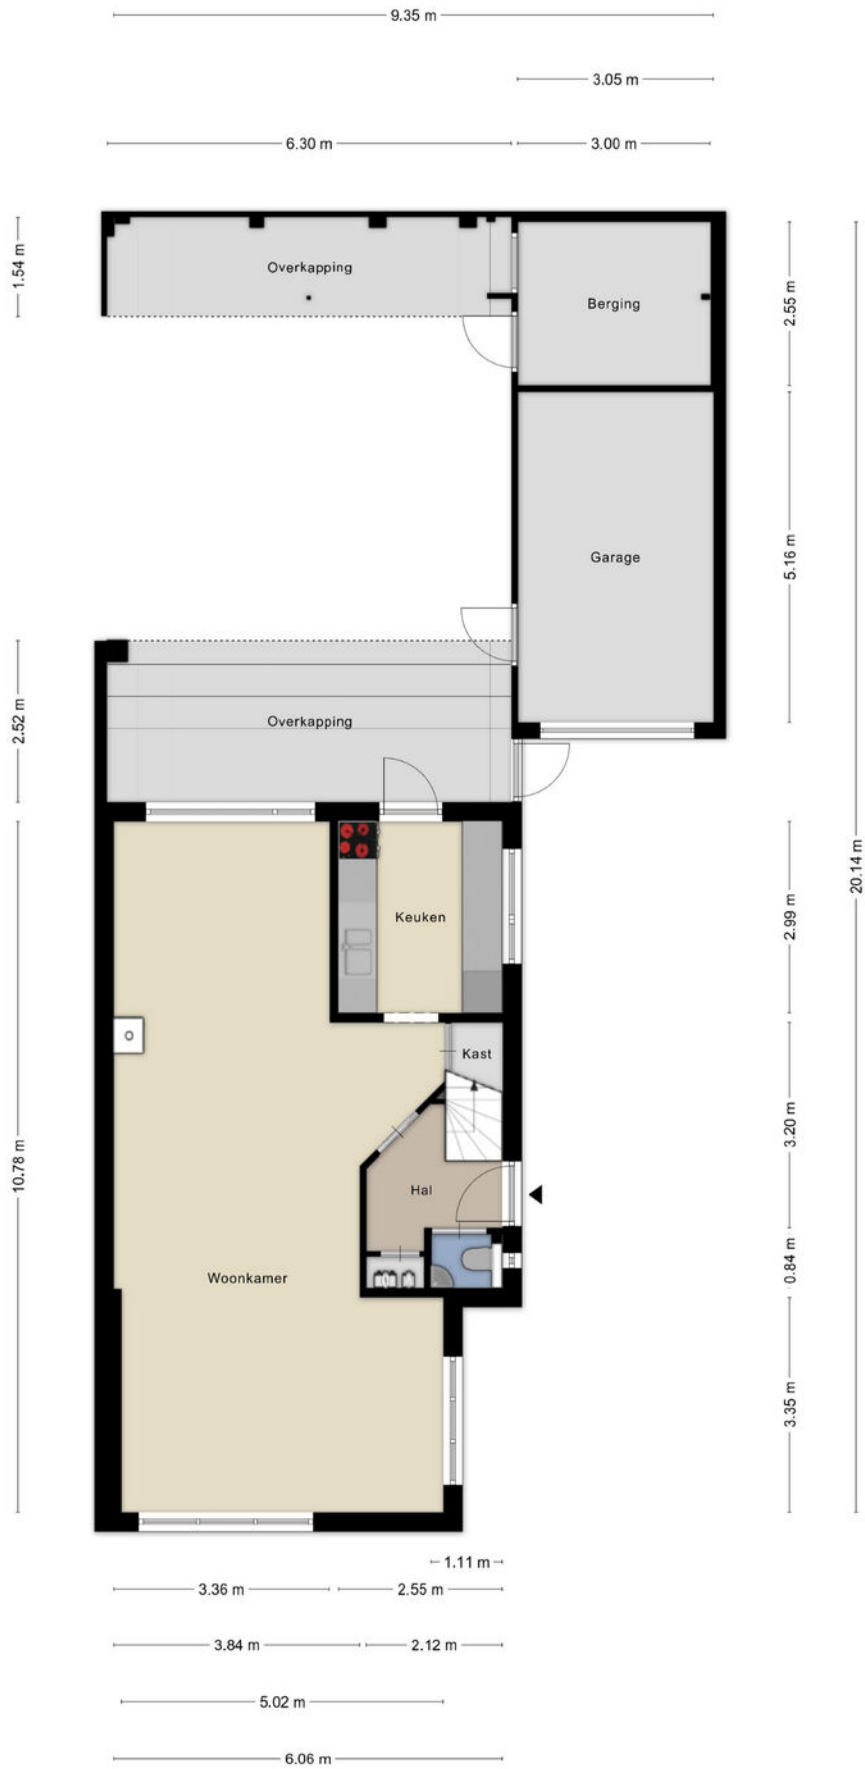 9.35 m
3.05 m
6.30 m
3.00 m
1.54 m
Overkapping
Berging
2.55 m
Garage
5.16 m
2.52 m
Overkapping
20.14 m
Keuken
2.99 m
Kast
3.20 m
10.78 m
Hal
0.84 m
Woonkamer
3.35 m
1.11 m
3.36 m
2.55 m
3.84 m
2.12 m
5.02 m
6.06 m